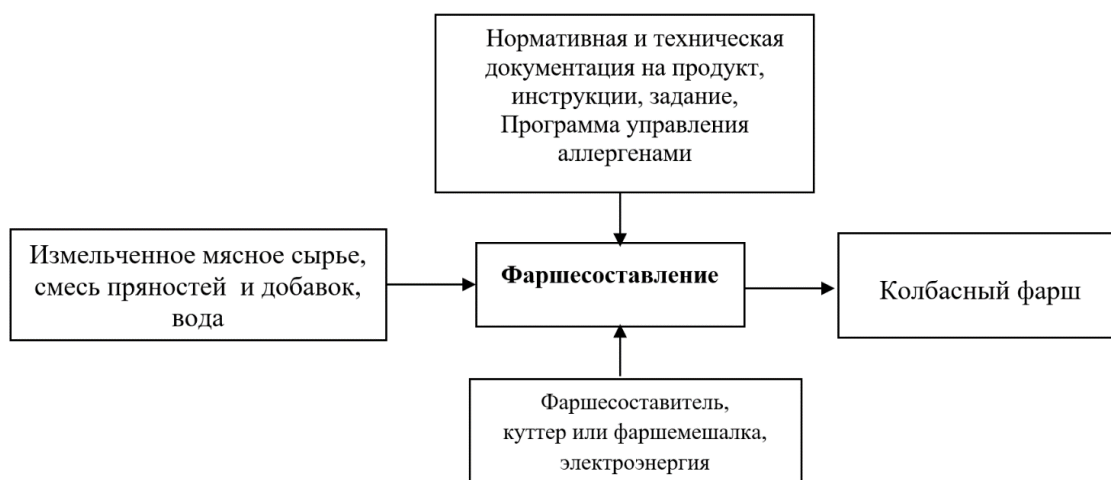 Нормативная и техническая
документация на продукт,
инструкции, задание,
Программа управления
аллергенами
Измельченное мясное сырье,
смесь пряностей и добавок,
вода
Фаршесоставление
Колбасный фарш
Фаршесоставитель,
куттер или фаршемешалка,
электроэнергия